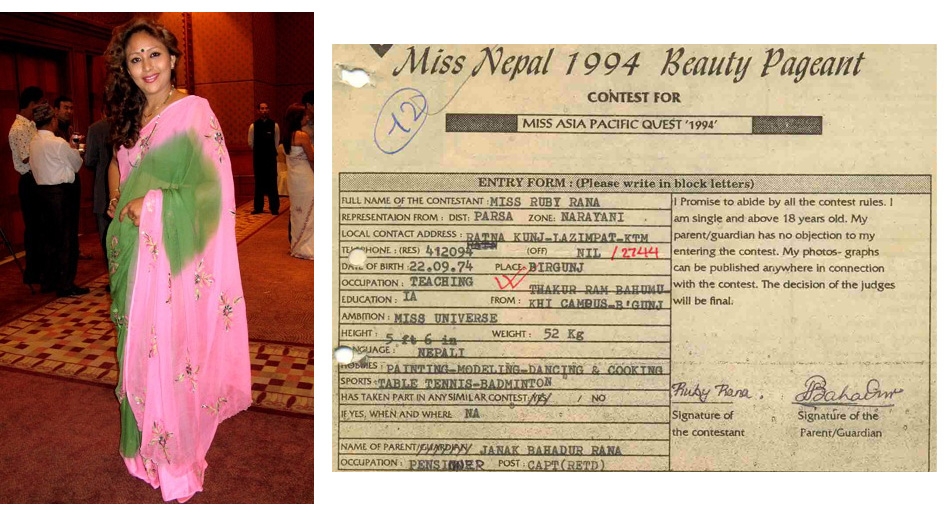 Miss Nepal 1994 Beauty Pageant
CONTEST FOR
12
MISS ASIA PACIFIC QUEST '1994'
ENTRY FORM : (Please write in block letters)
FULL NAME OF THE CONTESTANT : MISS RUBY RANA
REPRESENTAION FROM : DIST: PARSA ZONE: NARAYANI
LOCAL CONTACT ADDRESS : RATNA KUNJ-LAZIMPAT-KTM
TELEPHONE : (RES) 412094 (OFF) NIL / 2744
DATE OF BIRTH 22.09.74 PLACE- BIRGUNJ
OCCUPATION : TEACHING THAKUR RAM BAHUMU-
EDUCATION : IA FROM : KHI CAMPUS-B'GUNJ
AMBITION : MISS UNIVERSE
HEIGHT : 5 ft 6 in WEIGHT : 52 Kg
LANGUAGE : NEPALI
HOBBIES : PAINTING-MODELING-DANCING & COOKING
SPORTS - TABLE TENNIS-BADMINTON
HAS TAKEN PART IN ANY SIMILAR CONTEST : YES / NO
IF YES, WHEN AND WHERE NA
NAME OF PARENT/GUARDIAN/ JANAK BAHADUR RANA
OCCUPATION : PENSIONER POST : CAPT(RETD)
I Promise to abide by all the contest rules. I
am single and above 18 years old. My
parent/guardian has no objection to my
entering the contest. My photo- graphs
can be published anywhere in connection
with the contest. The decision of the judges
will be final.
Ruby Rana.
Signature of Signature of the
the contestant Parent/Guardian